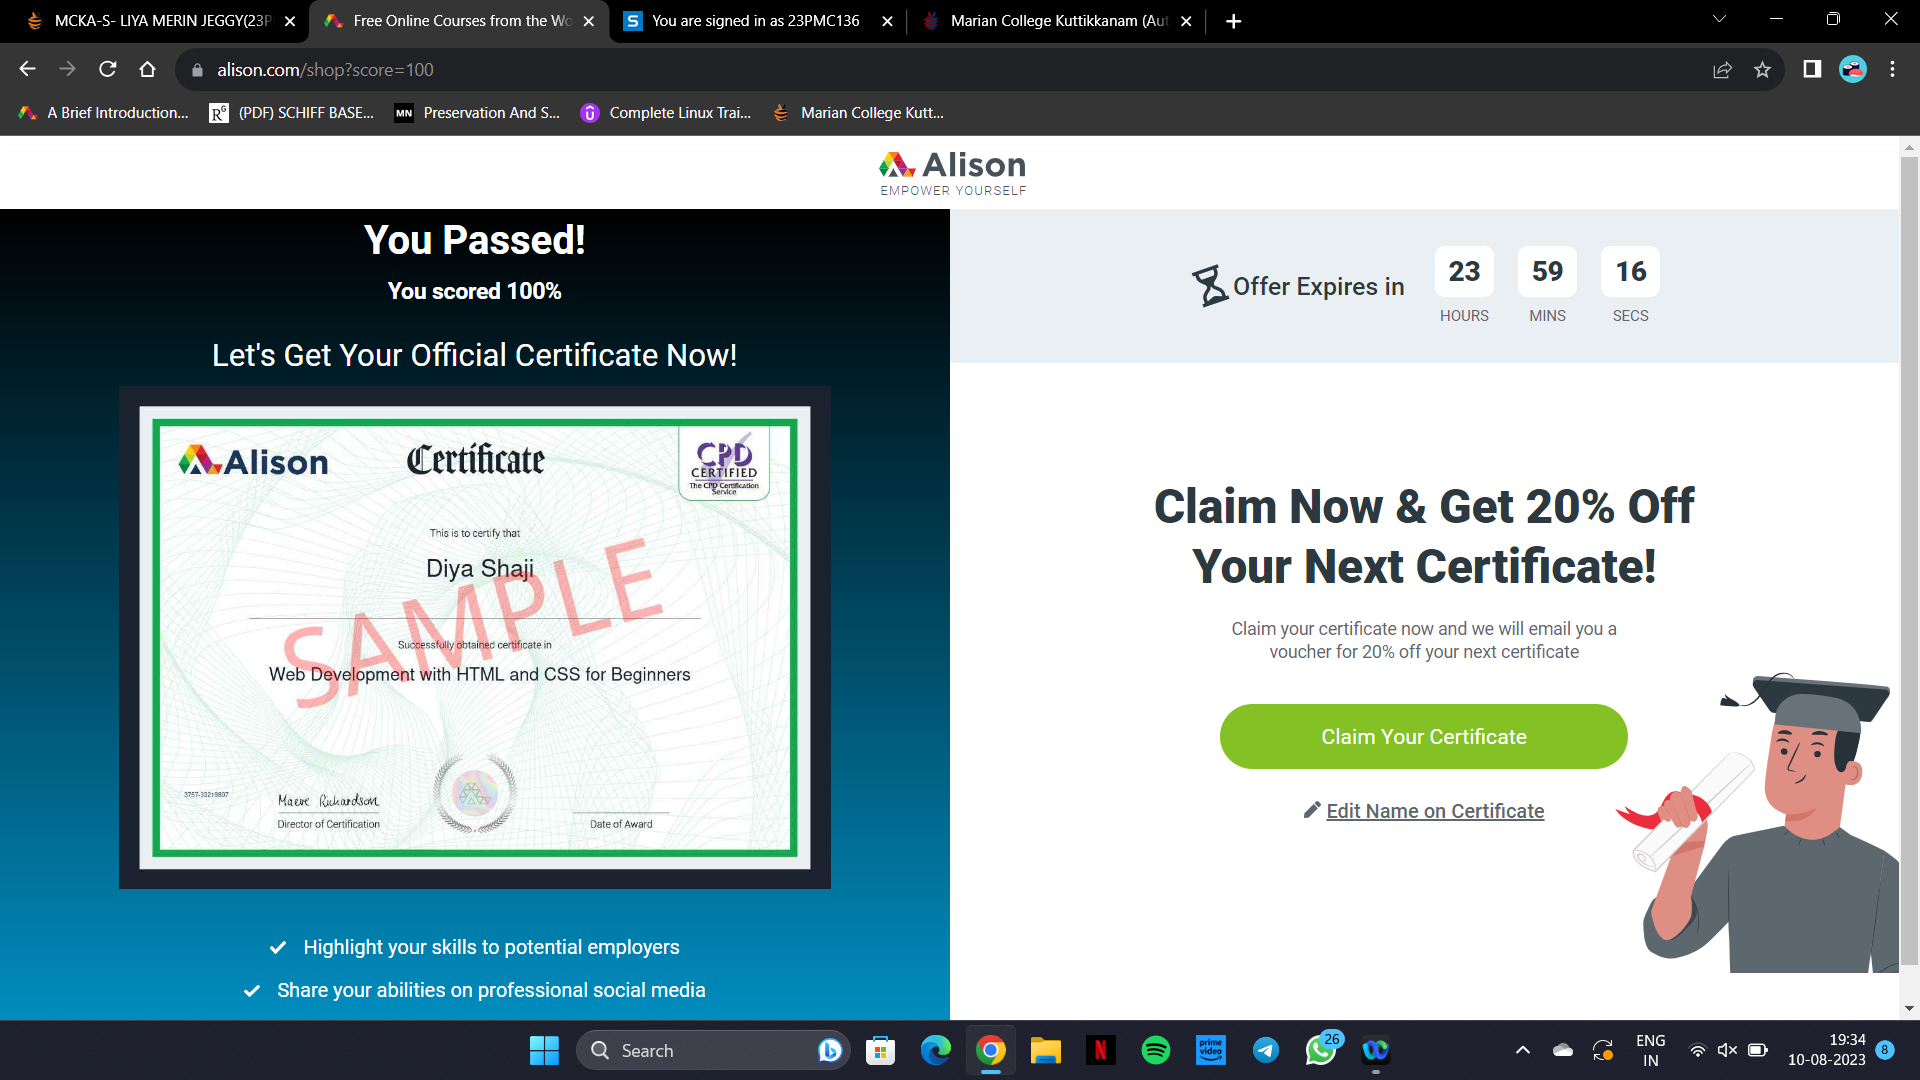 MCKA-S- LIYA MERIN JEGGY(23P
Free Online Courses from the Wo
S You are signed in as 23PMC136
Marian College Kuttikkanam (Aut
alison.com/shop?score=100
A Brief Introduction...
(PDF) SCHIFF BASE...
MN Preservation And S...
Complete Linux Trai...
Marian College Kutt...
Alison
EMPOWER YOURSELF
You Passed!
You scored 100%
Let's Get Your Official Certificate Now!
Alison
Certificate
CPD
CERTIFIED
The CPD Certification
Service
This is to certify that
Diya Shaji
SAMPLE
Successfully obtained certificate in
Web Development with HTML and CSS for Beginners
3757-33219807
Maeve Richardson
Director of Certification
Date of Award
Highlight your skills to potential employers
Share your abilities on professional social media
Offer Expires in
23 59 16
HOURS MINS SECS
Claim Now & Get 20% Off
Your Next Certificate!
Claim your certificate now and we will email you a
voucher for 20% off your next certificate
Claim Your Certificate
Edit Name on Certificate
Search
N
prime
video
26
ENG
IN
19:34
10-08-2023
8